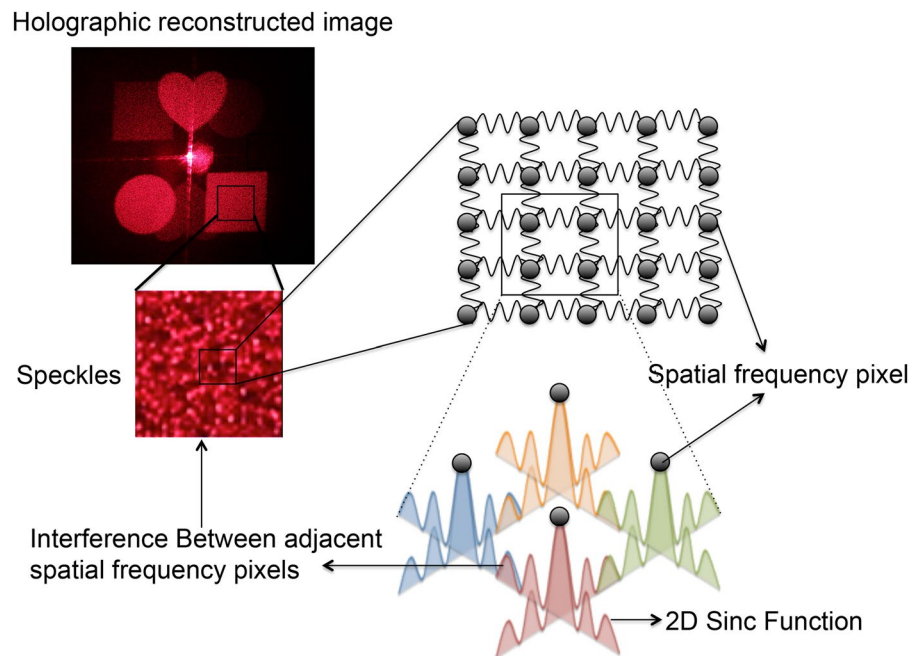 Holographic reconstructed image
Speckles
Spatial frequency pixel
Interference Between adjacent
spatial frequency pixels
2D Sinc Function